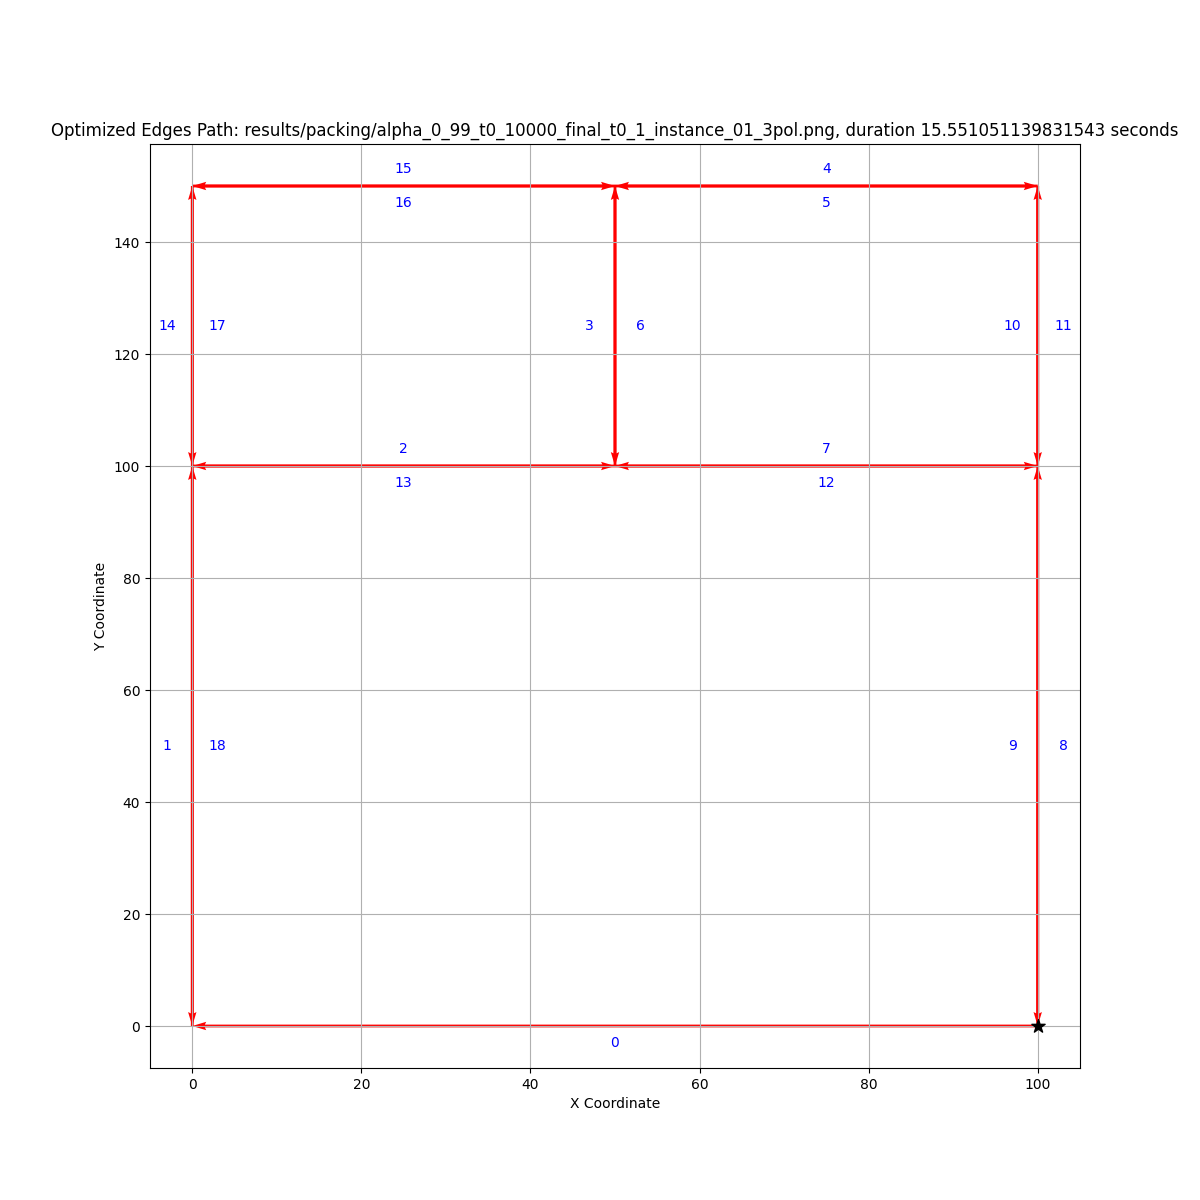 Optimized Edges Path: results/packing/alpha_0_99_t0_10000_final_t0_1_instance_01_3pol.png, duration 15.551051139831543 seconds
15 4
16 5
140
14 17 3 6 10 11
120
2 7
100
13 12
80
Y Coordinate
60
1 18 9 8
40
20
0
0
0 20 40 60 80 100
X Coordinate